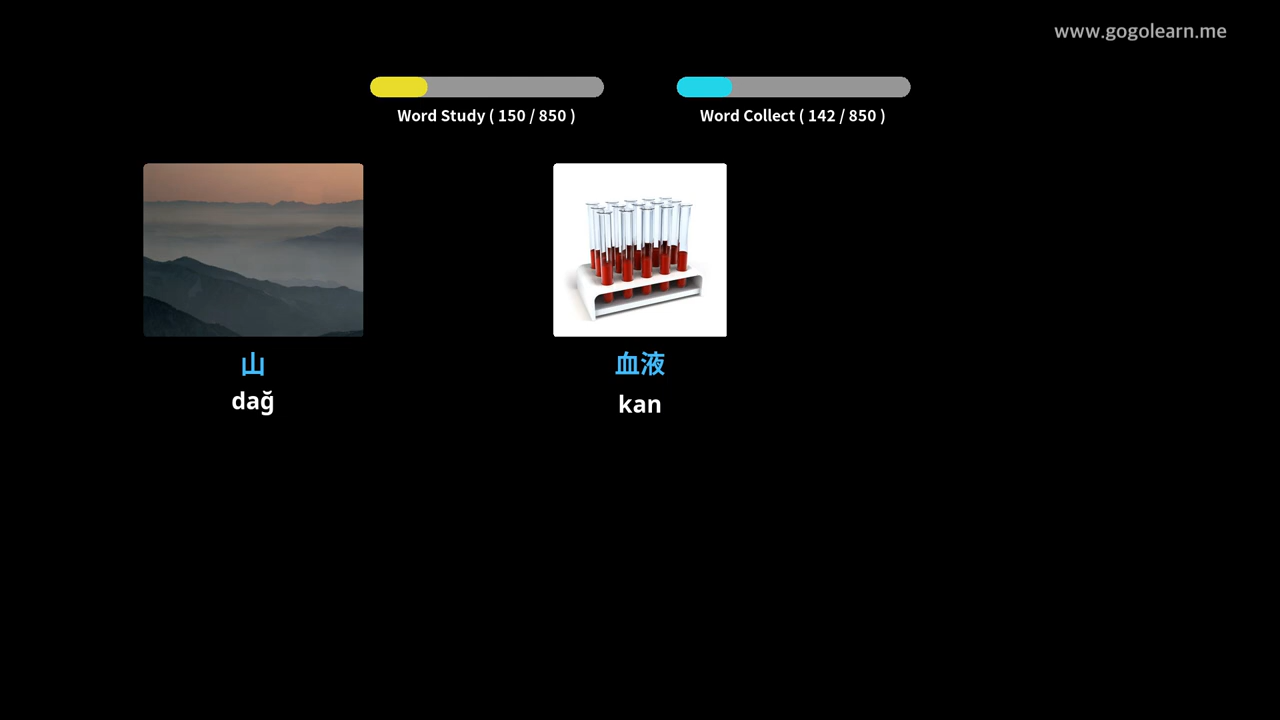 www.gogolearn.me
Word Study ( 150 / 850 )
Word Collect ( 142 / 850 )
山
dağ
血液
kan